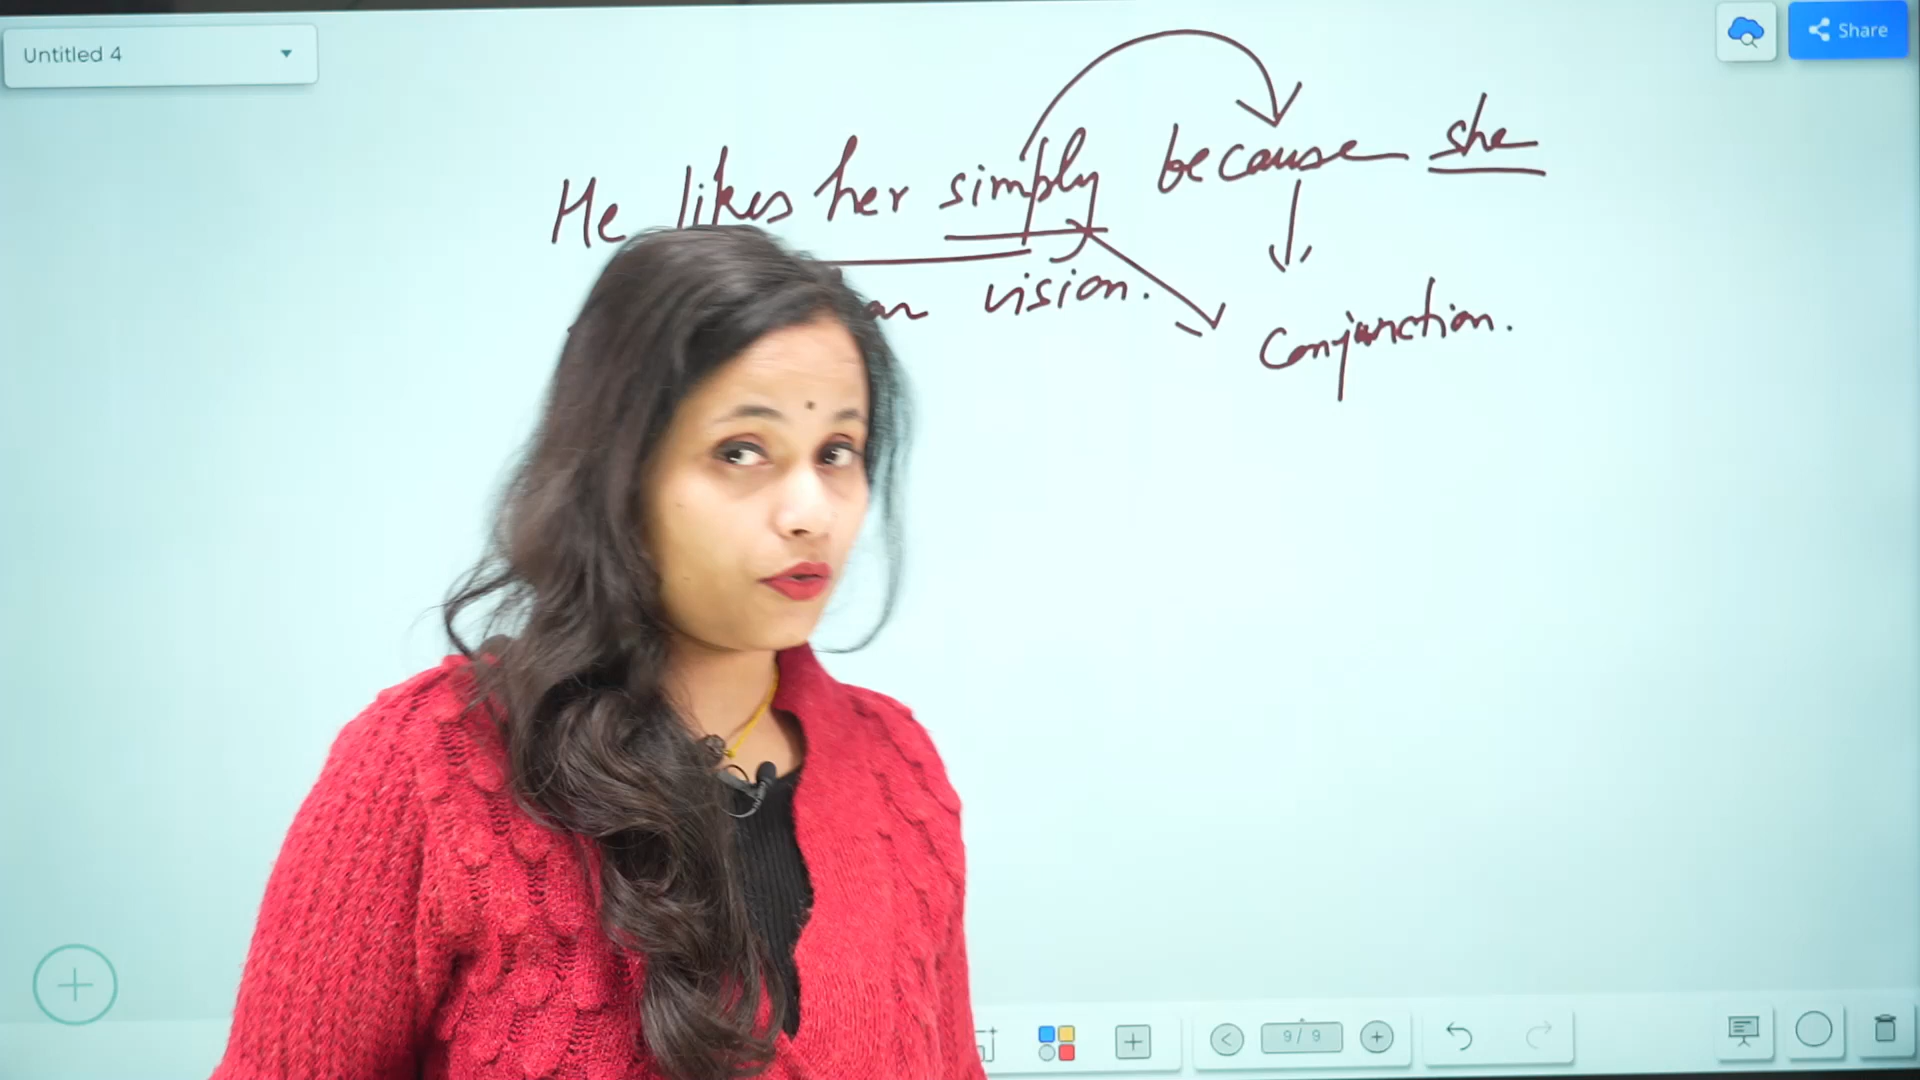 Untitled 4
Share
He likes her simply because she
vision.
Conjunction.
9/9